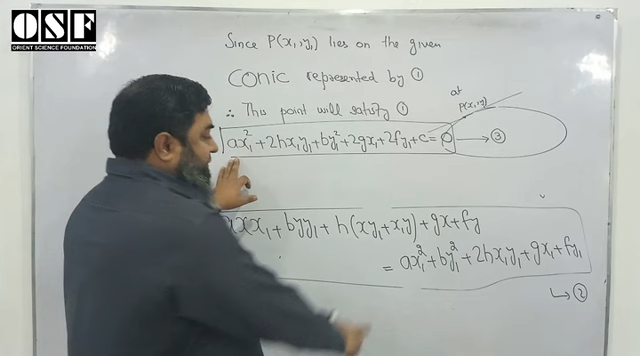 OSF
ORIENT SCIENCE FOUNDATION
Since P(x₁, y₁) lies on the given
Conic represented by ①
∴ This point will satisfy ①
at
P(x₁, y₁)
ax₁² + 2hx₁y₁ + by₁² + 2gx₁ + 2fy₁ + c = 0 → ③
axx₁ + byy₁ + h(xy₁ + x₁y) + gx + fy
= ax₁² + by₁² + 2hx₁y₁ + gx₁ + fy₁
↳ ②